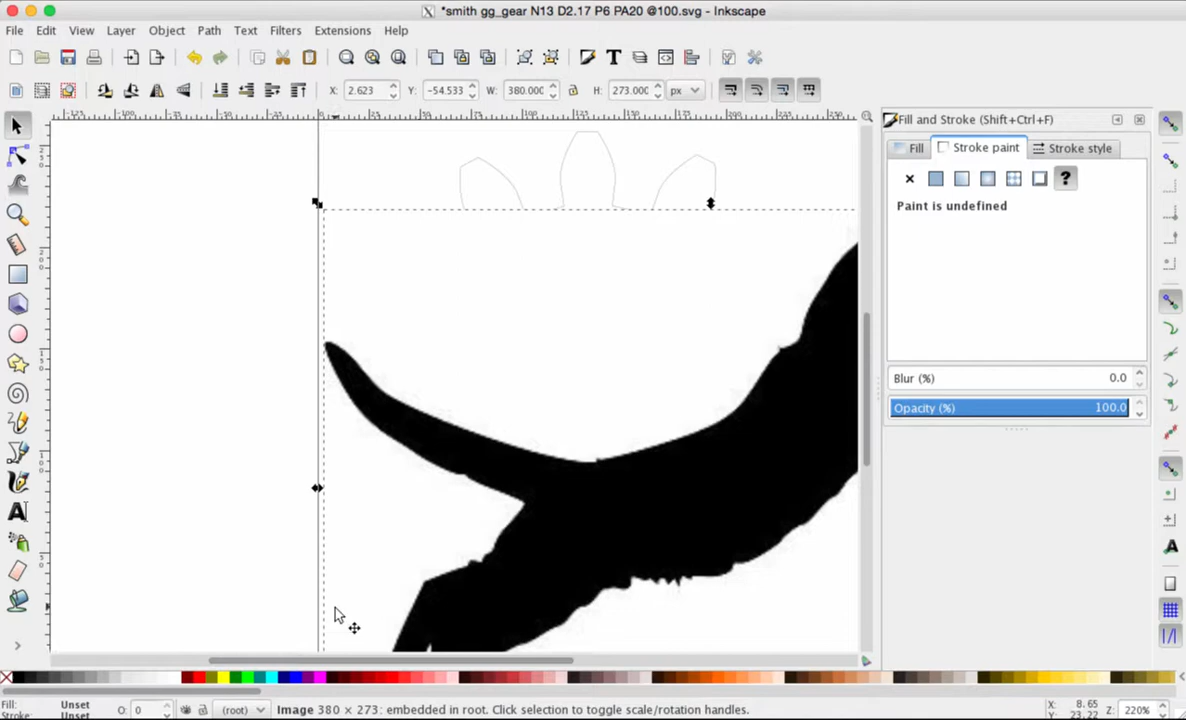 *smith gg_gear N13 D2.17 P6 PA20 @100.svg - Inkscape
File Edit View Layer Object Path Text Filters Extensions Help
X: 2.623 Y: -54.533 W: 380.000 H: 273.000 px
Fill and Stroke (Shift+Ctrl+F)
Fill Stroke paint Stroke style
Paint is undefined
Blur (%) 0.0
Opacity (%) 100.0
Fill: Unset
Stroke: Unset
O: 0
(root)
Image 380 × 273: embedded in root. Click selection to toggle scale/rotation handles.
X: 8.65
Y: 23.22
Z: 220%